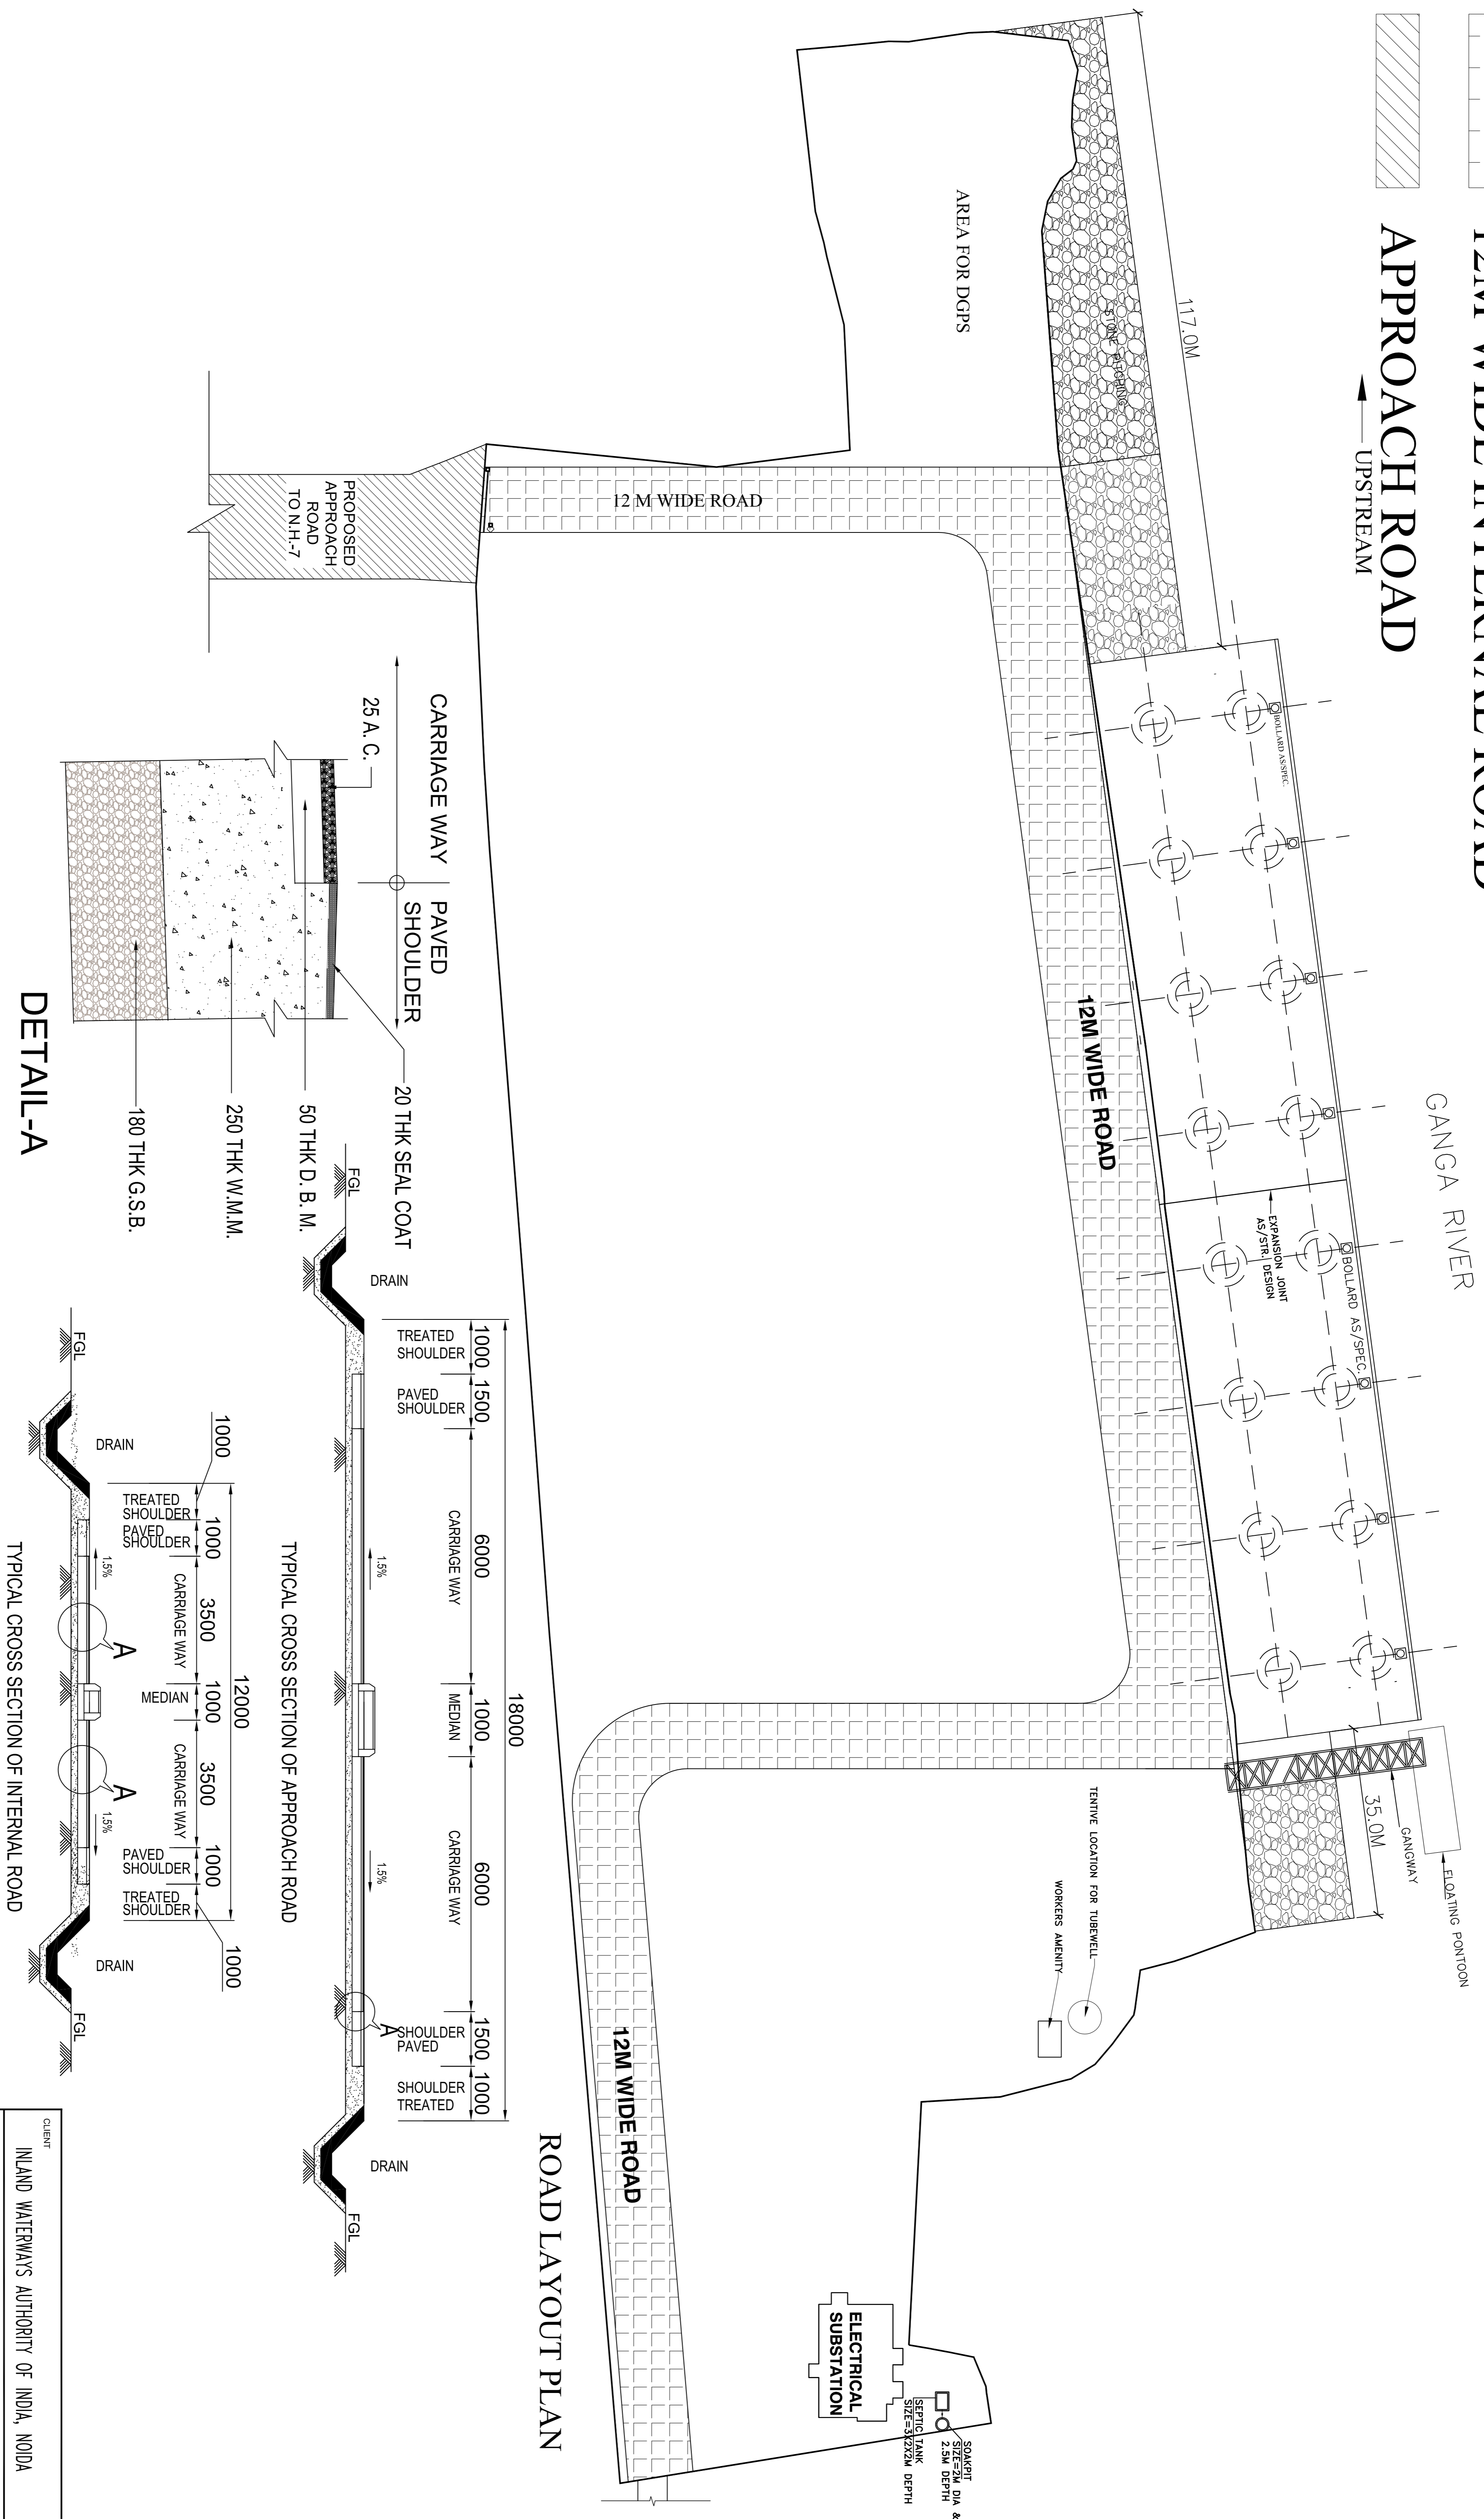 12M WIDE INTERNAL ROAD
APPROACH ROAD
UPSTREAM
117.0M
STONE PITCHING
AREA FOR DGPS
GANGA RIVER
BOLLARD AS/SPEC.
EXPANSION JOINT
AS/STR. DESIGN
BOLLARD AS/SPEC.
FLOATING PONTOON
GANGWAY
35.0M
12 M WIDE ROAD
12M WIDE ROAD
12M WIDE ROAD
TENTIVE LOCATION FOR TUBEWELL
WORKERS AMENITY
ELECTRICAL
SUBSTATION
SOAKPIT
SIZE=2M DIA &
2.5M DEPTH
SEPTIC TANK
SIZE=3X2X2M DEPTH
PROPOSED
APPROACH
ROAD
TO N.H.-7
ROAD LAYOUT PLAN
CARRIAGE WAY
PAVED
SHOULDER
25 A. C.
20 THK SEAL COAT
50 THK D. B. M.
250 THK W.M.M.
180 THK G.S.B.
DETAIL-A
18000
1000
1500
6000
1000
6000
1500
1000
TREATED
SHOULDER
PAVED
SHOULDER
CARRIAGE WAY
MEDIAN
CARRIAGE WAY
SHOULDER
PAVED
SHOULDER
TREATED
FGL
DRAIN
1.5%
1.5%
A
DRAIN
FGL
TYPICAL CROSS SECTION OF APPROACH ROAD
12000
1000
1000
3500
1000
3500
1000
1000
TREATED
SHOULDER
PAVED
SHOULDER
CARRIAGE WAY
MEDIAN
CARRIAGE WAY
PAVED
SHOULDER
TREATED
SHOULDER
FGL
DRAIN
1.5%
A
A
1.5%
DRAIN
FGL
TYPICAL CROSS SECTION OF INTERNAL ROAD
CLIENT
INLAND WATERWAYS AUTHORITY OF INDIA, NOIDA